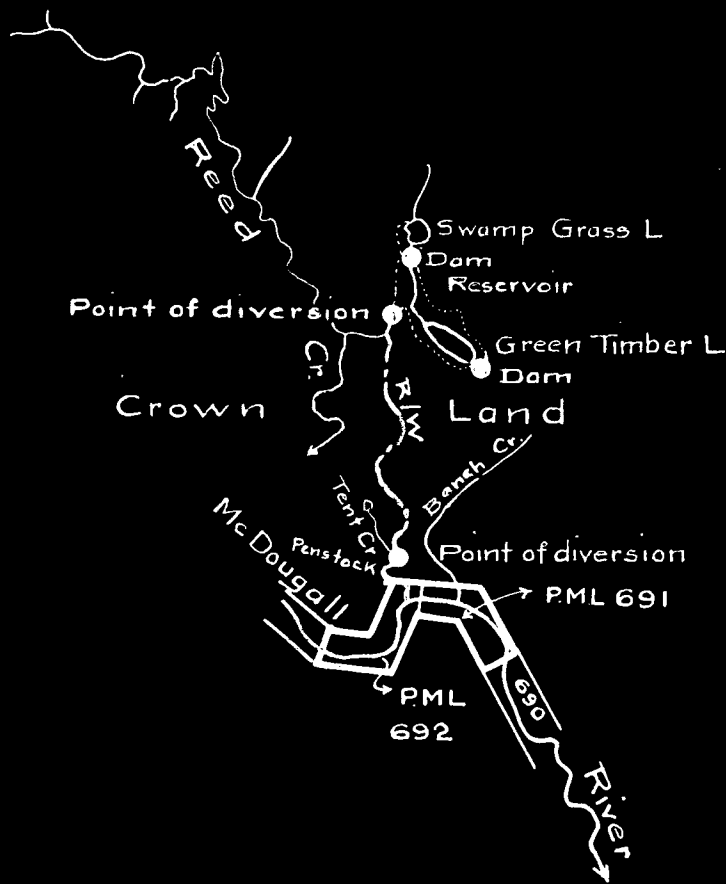 Reed
Cr.
Swamp Grass L
Dam
Reservoir
Point of diversion
Green Timber L
Dam
Crown Land
R/W
Banah Cr.
Tent Cr
McDougall
Penstock
Point of diversion
P.M.L 691
P.M.L
692
690
River